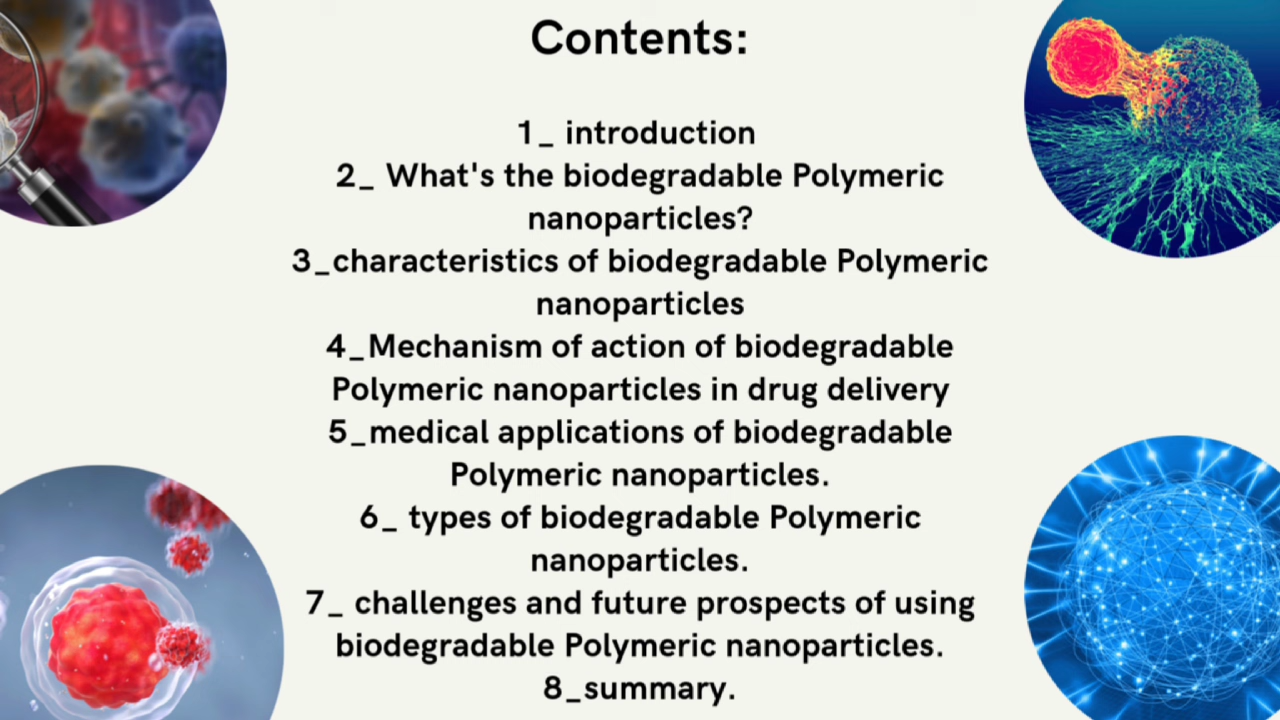 Contents:
1_ introduction
2_ What's the biodegradable Polymeric
nanoparticles?
3_characteristics of biodegradable Polymeric
nanoparticles
4_Mechanism of action of biodegradable
Polymeric nanoparticles in drug delivery
5_medical applications of biodegradable
Polymeric nanoparticles.
6_ types of biodegradable Polymeric
nanoparticles.
7_ challenges and future prospects of using
biodegradable Polymeric nanoparticles.
8_summary.